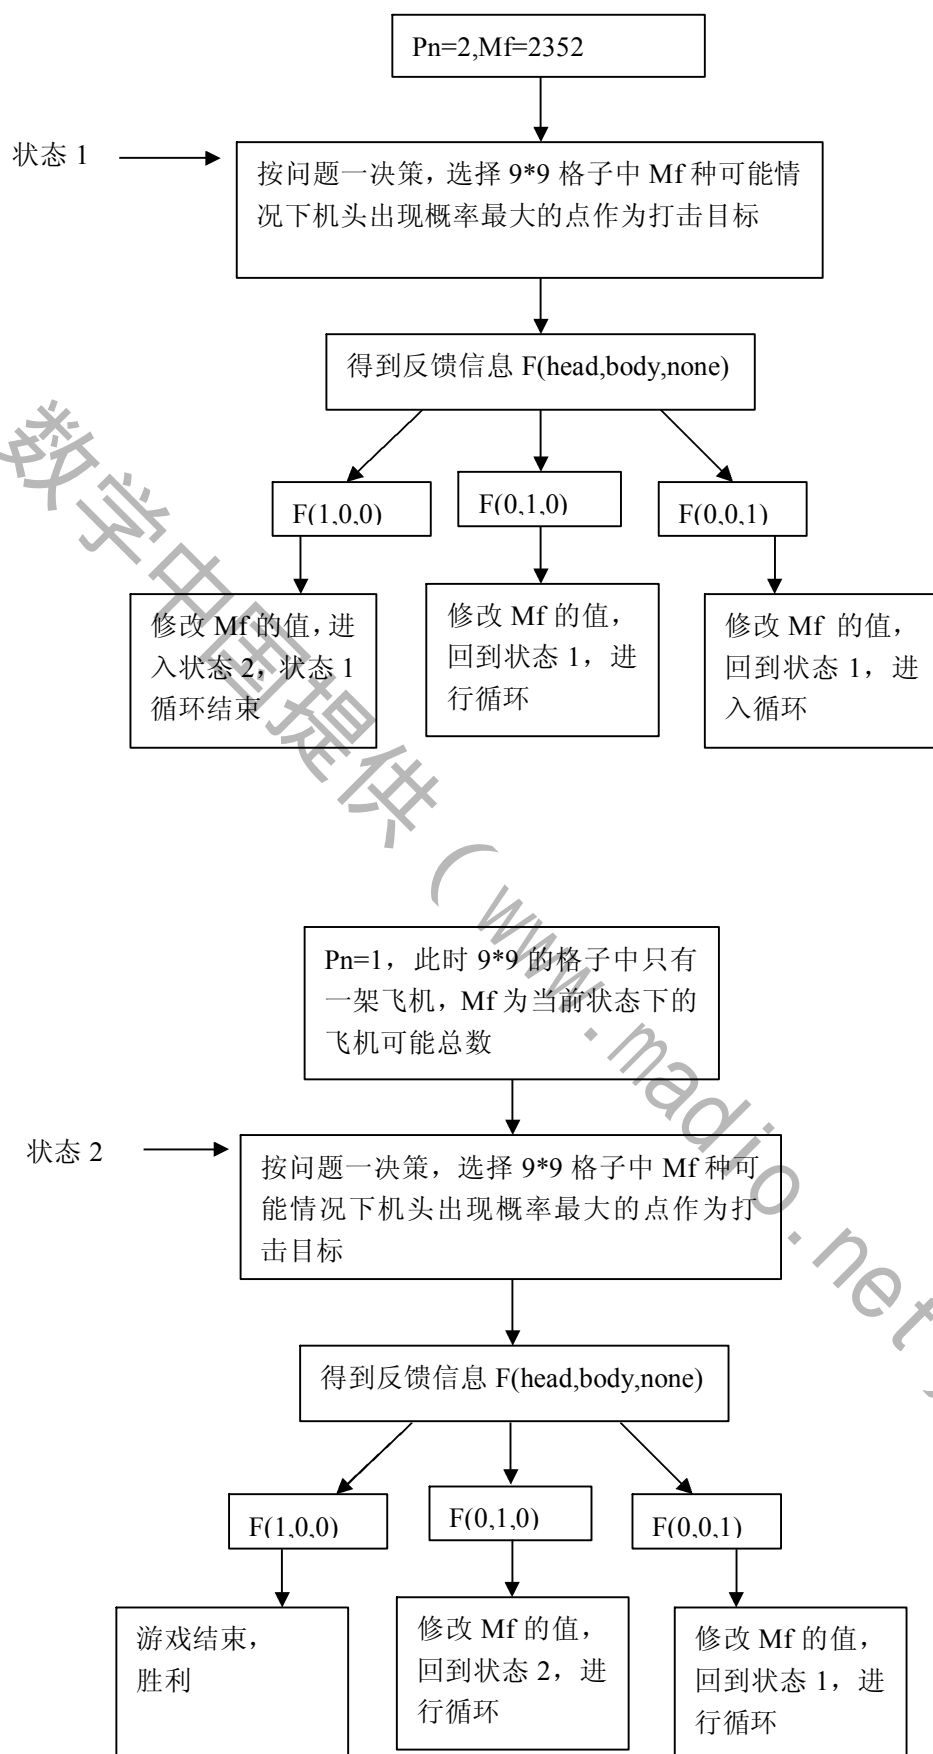 Pn=2,Mf=2352
状态 1
按问题一决策，选择 9*9 格子中 Mf 种可能情
况下机头出现概率最大的点作为打击目标
得到反馈信息 F(head,body,none)
F(1,0,0)
F(0,1,0)
F(0,0,1)
修改 Mf 的值，进
入状态 2，状态 1
循环结束
修改 Mf 的值，
回到状态 1，进
行循环
修改 Mf 的值，
回到状态 1，进
入循环
数学中国提供（www.madio.net）
Pn=1，此时 9*9 的格子中只有
一架飞机，Mf 为当前状态下的
飞机可能总数
状态 2
按问题一决策，选择 9*9 格子中 Mf 种可
能情况下机头出现概率最大的点作为打
击目标
得到反馈信息 F(head,body,none)
F(1,0,0)
F(0,1,0)
F(0,0,1)
游戏结束，
胜利
修改 Mf 的值，
回到状态 2，进
行循环
修改 Mf 的值，
回到状态 1，进
行循环